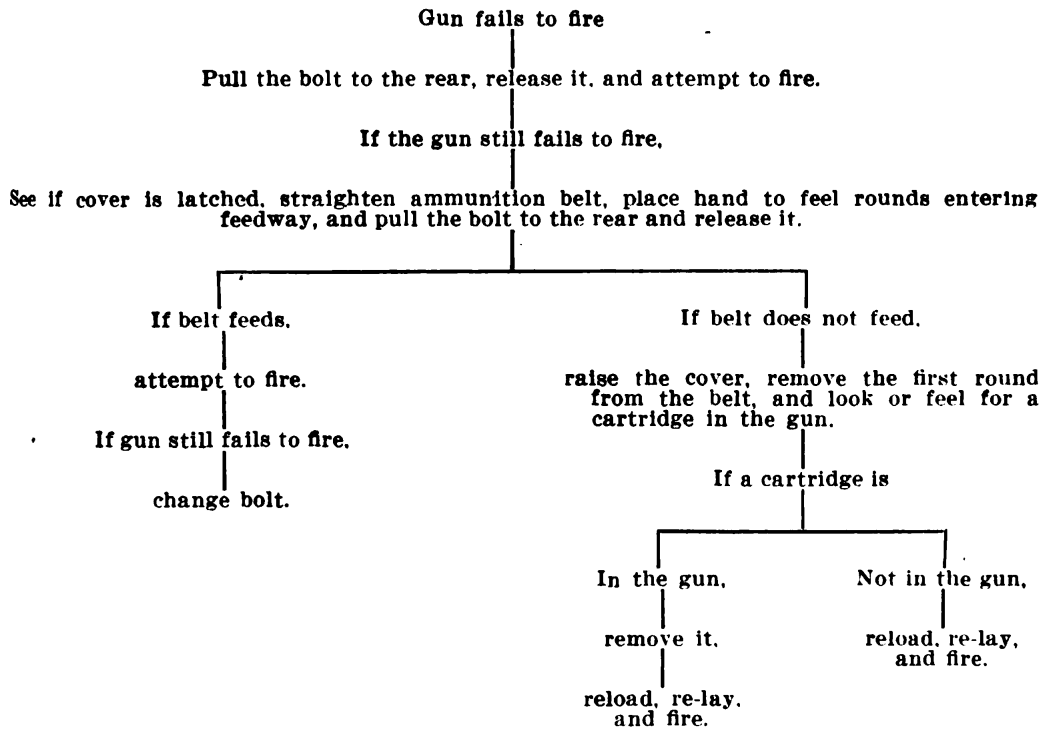 Gun fails to fire
Pull the bolt to the rear, release it, and attempt to fire.
If the gun still fails to fire,
See if cover is latched, straighten ammunition belt, place hand to feel rounds entering
feedway, and pull the bolt to the rear and release it.
If belt feeds,
attempt to fire.
If gun still fails to fire,
change bolt.
If belt does not feed,
raise the cover, remove the first round
from the belt, and look or feel for a
cartridge in the gun.
If a cartridge is
In the gun,
remove it,
reload, re-lay,
and fire.
Not in the gun,
reload, re-lay,
and fire.